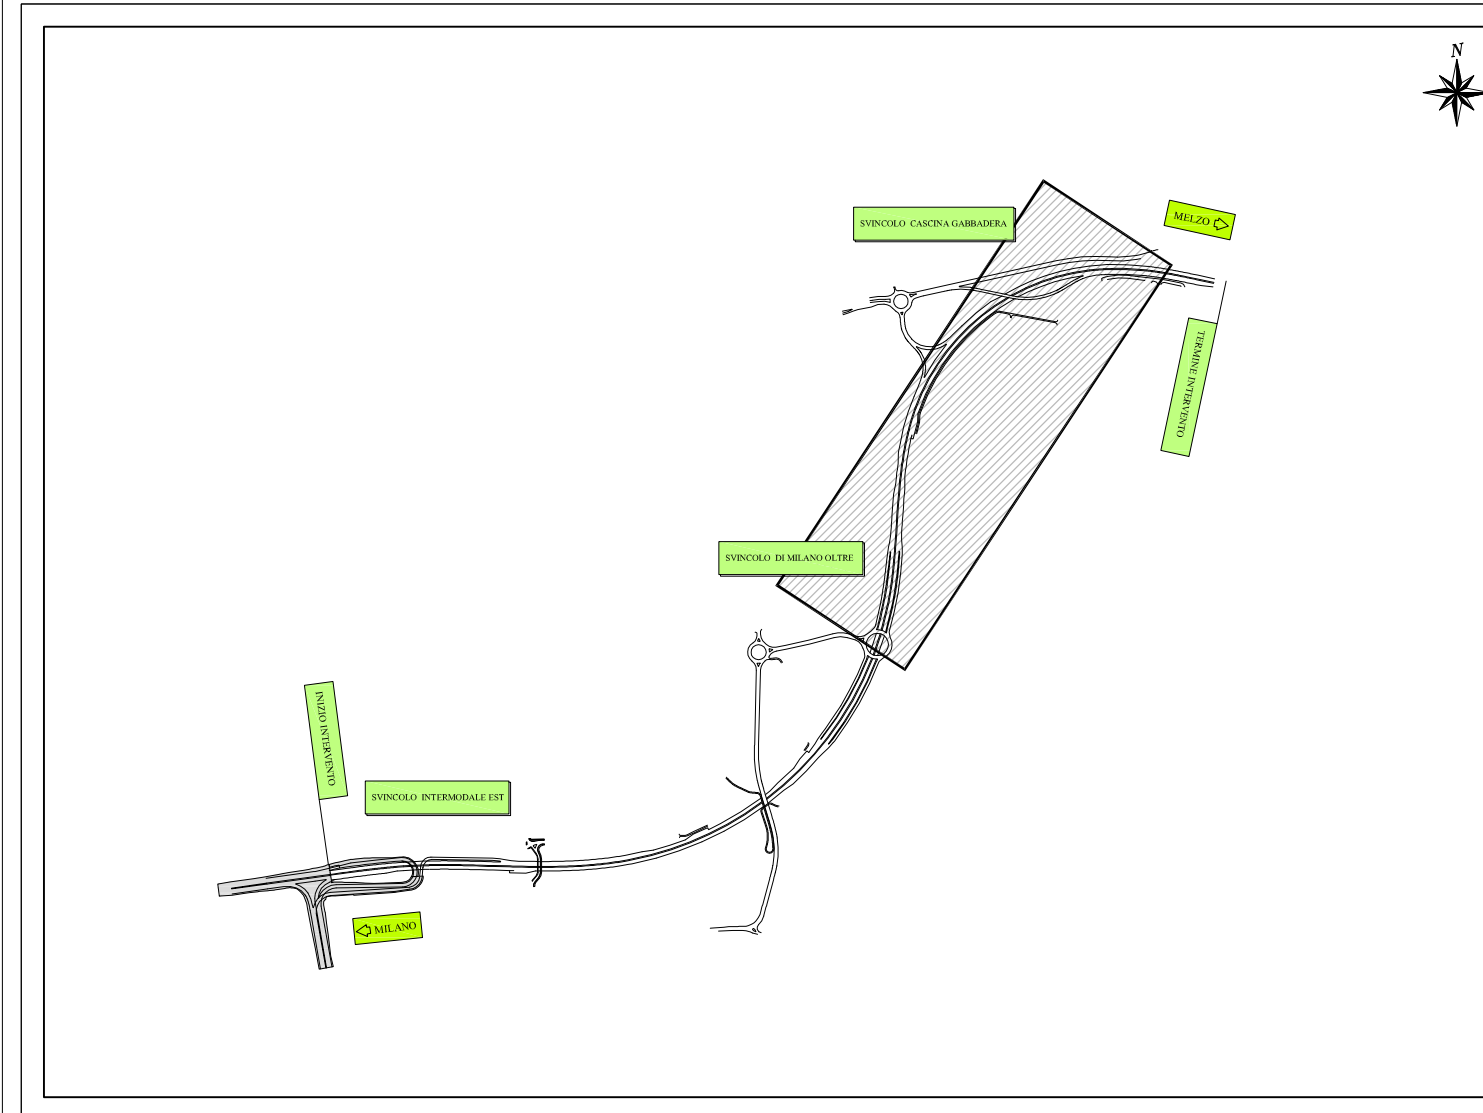 N
MELZO
SVINCOLO CASCINA GABBADERA
TERMINE INTERVENTO
SVINCOLO DI MILANO OLTRE
INIZIO INTERVENTO
SVINCOLO INTERMODALE EST
MILANO